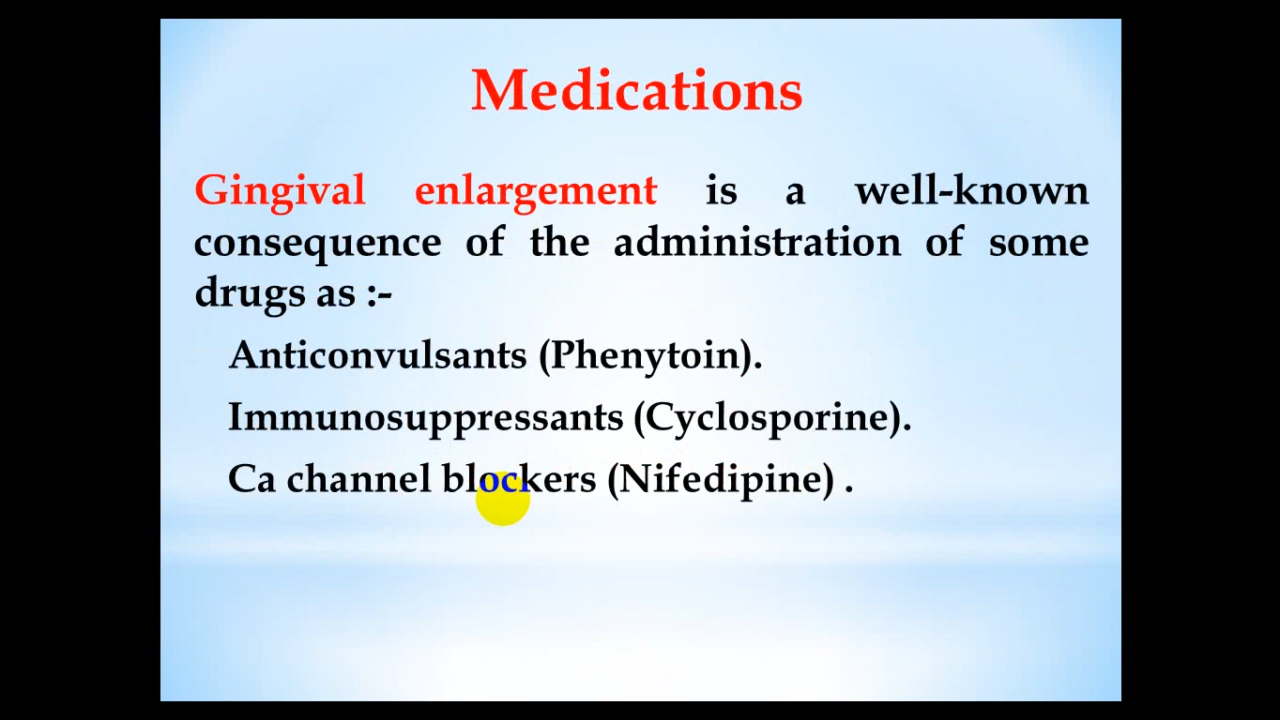 Medications
Gingival enlargement is a well-known
consequence of the administration of some
drugs as :-
Anticonvulsants (Phenytoin).
Immunosuppressants (Cyclosporine).
Ca channel blockers (Nifedipine) .